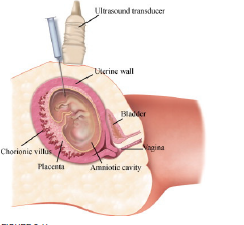 Ultrasound transducer
Uterine wall
Bladder
Vagina
Chorionic villus
Placenta
Amniotic cavity